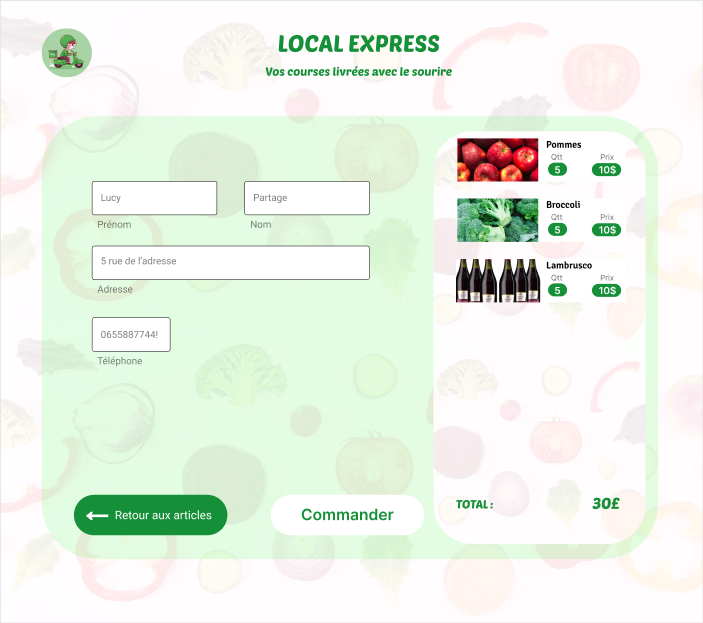 LOCAL EXPRESS
Vos courses livrées avec le sourire
Lucy
Partage
Prénom
Nom
5 rue de l'adresse
Adresse
0655887744!
Téléphone
Retour aux articles
Commander
Pommes
Qtt Prix
5 10$
Broccoli
Qtt Prix
5 10$
Lambrusco
Qtt Prix
5 10$
TOTAL : 30£